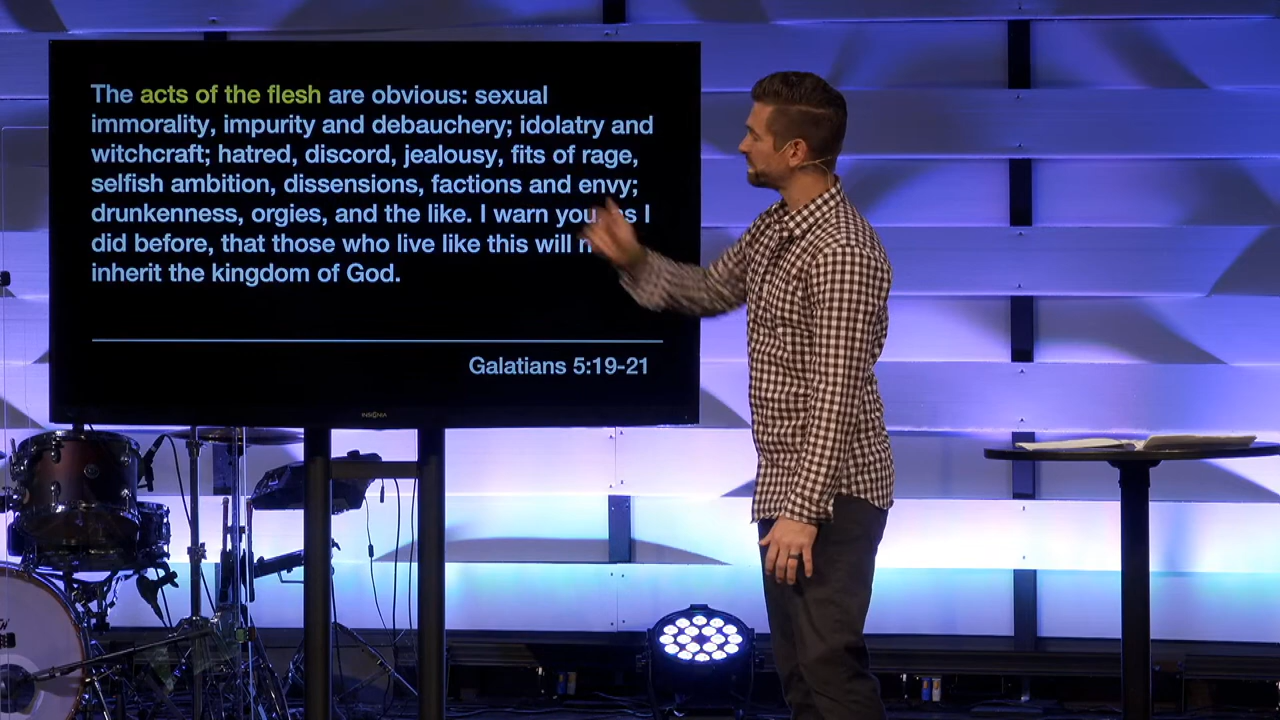 The acts of the flesh are obvious: sexual
immorality, impurity and debauchery; idolatry and
witchcraft; hatred, discord, jealousy, fits of rage,
selfish ambition, dissensions, factions and envy;
drunkenness, orgies, and the like. I warn you, as I
did before, that those who live like this will
inherit the kingdom of God.
Galatians 5:19-21
INSIGNIA